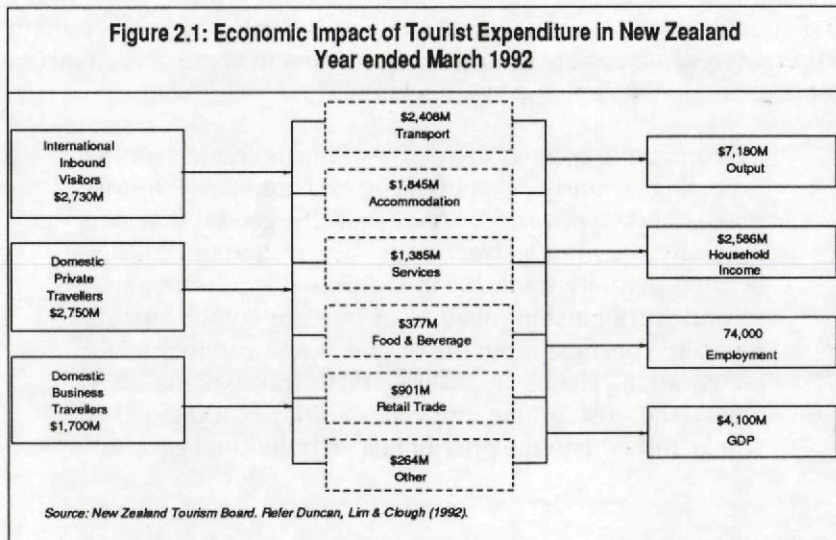 Figure 2.1: Economic Impact of Tourist Expenditure in New Zealand
Year ended March 1992
International
Inbound
Visitors
$2,730M
Domestic
Private
Travellers
$2,750M
Domestic
Business
Travellers
$1,700M
$2,408M
Transport
$1,845M
Accommodation
$1,385M
Services
$377M
Food & Beverage
$901M
Retail Trade
$264M
Other
$7,180M
Output
$2,586M
Household
Income
74,000
Employment
$4,100M
GDP
Source: New Zealand Tourism Board. Refer Duncan, Lim & Clough (1992).